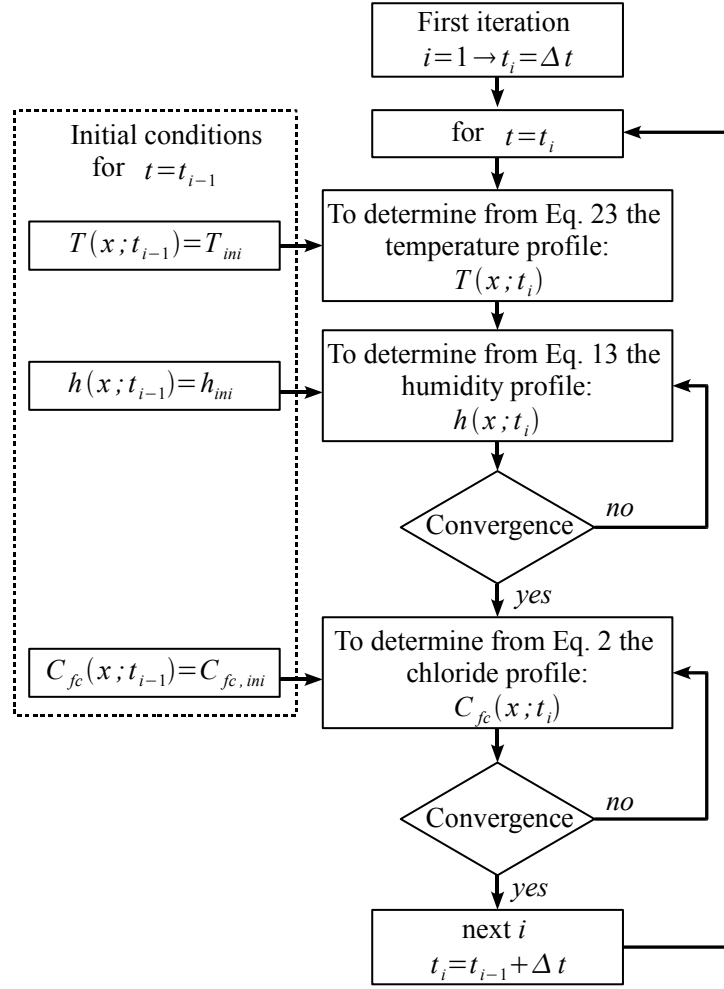 First iteration
i=1→t_i=Δt
for t=t_i
Initial conditions
for t=t_{i−1}
To determine from Eq. 23 the
temperature profile:
T(x;t_i)
T(x;t_{i−1})=T_{ini}
To determine from Eq. 13 the
humidity profile:
h(x;t_i)
h(x;t_{i−1})=h_{ini}
Convergence
no
yes
To determine from Eq. 2 the
chloride profile:
C_{fc}(x;t_i)
C_{fc}(x;t_{i−1})=C_{fc,ini}
Convergence
no
yes
next i
t_i=t_{i−1}+Δt